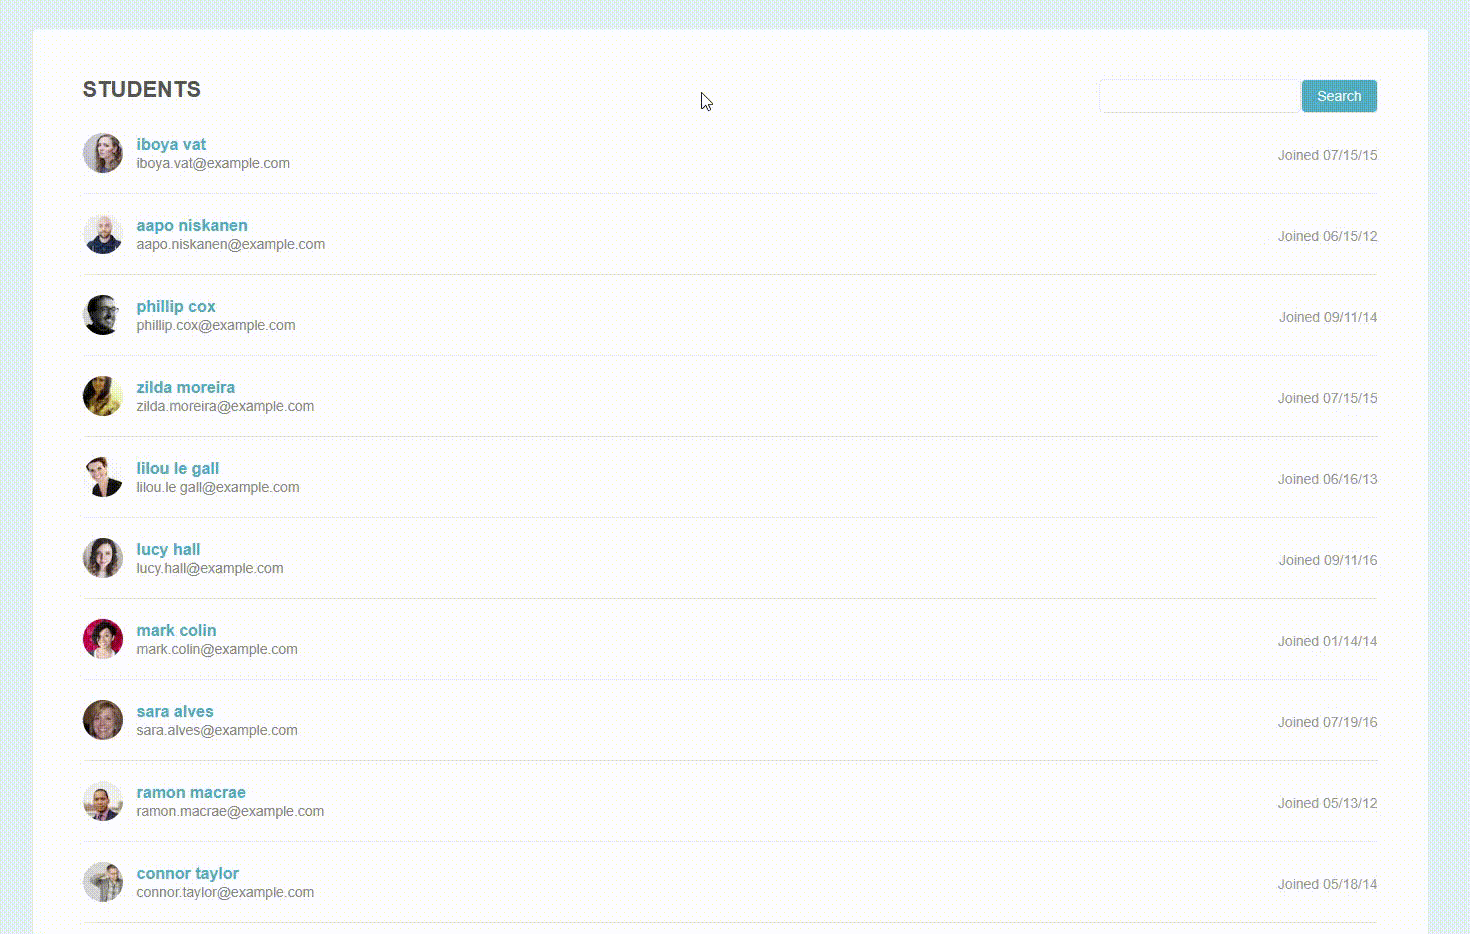 STUDENTS
Search
iboya vat
iboya.vat@example.com
Joined 07/15/15
aapo niskanen
aapo.niskanen@example.com
Joined 06/15/12
phillip cox
phillip.cox@example.com
Joined 09/11/14
zilda moreira
zilda.moreira@example.com
Joined 07/15/15
lilou le gall
lilou.le gall@example.com
Joined 06/16/13
lucy hall
lucy.hall@example.com
Joined 09/11/16
mark colin
mark.colin@example.com
Joined 01/14/14
sara alves
sara.alves@example.com
Joined 07/19/16
ramon macrae
ramon.macrae@example.com
Joined 05/13/12
connor taylor
connor.taylor@example.com
Joined 05/18/14